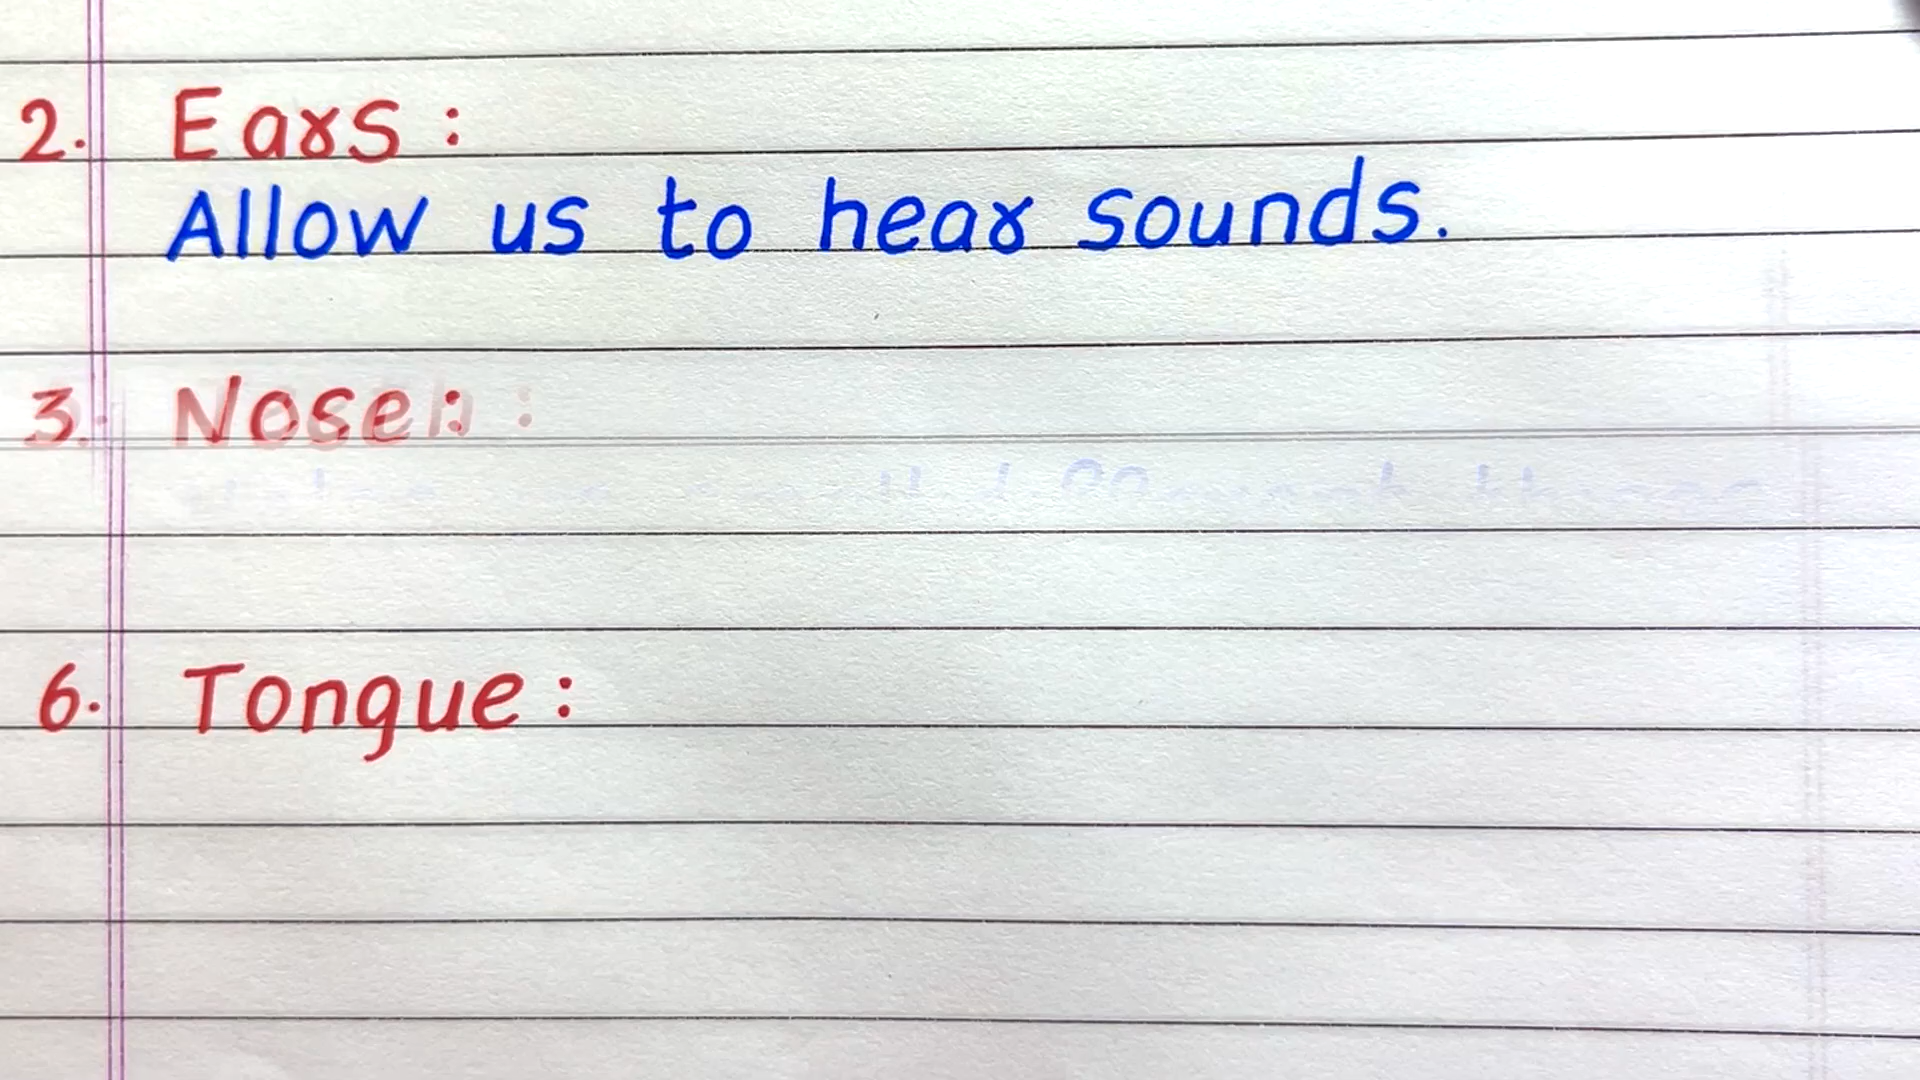 2. Ears :
Allow us to hear sounds.
3. Nose :
6. Tongue :